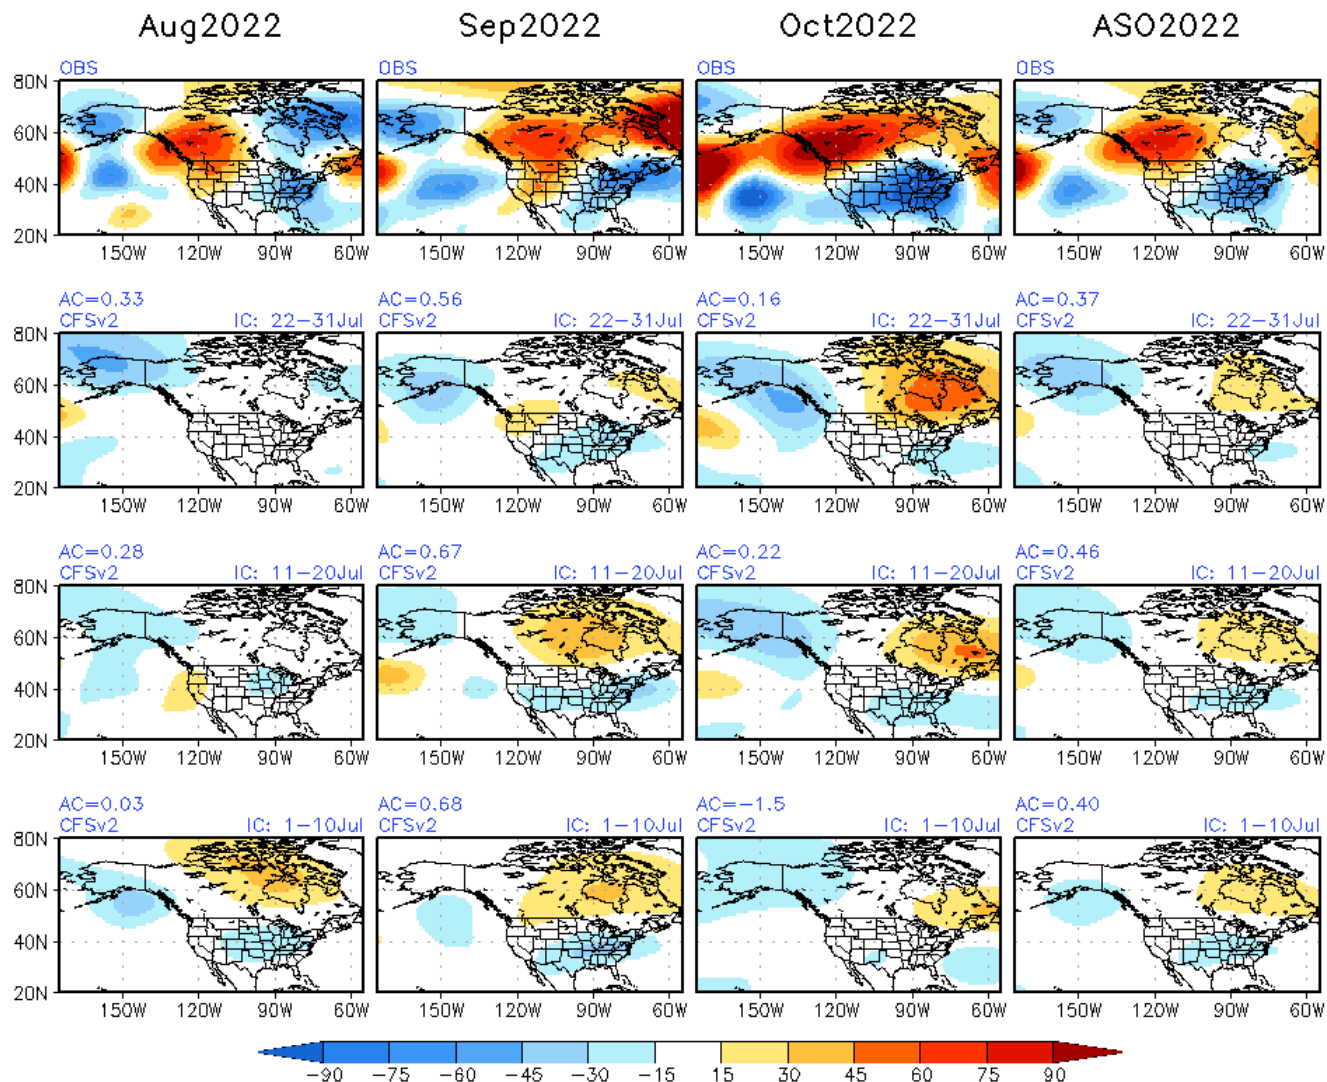 Aug2022 Sep2022 Oct2022 ASO2022
OBS OBS OBS OBS
80N
60N
40N
20N
150W 120W 90W 60W 150W 120W 90W 60W 150W 120W 90W 60W 150W 120W 90W 60W
AC=0.33 AC=0.56 AC=0.16 AC=0.37
CFSv2 IC: 22-31Jul CFSv2 IC: 22-31Jul CFSv2 IC: 22-31Jul CFSv2 IC: 22-31Jul
80N
60N
40N
20N
150W 120W 90W 60W 150W 120W 90W 60W 150W 120W 90W 60W 150W 120W 90W 60W
AC=0.28 AC=0.67 AC=0.22 AC=0.46
CFSv2 IC: 11-20Jul CFSv2 IC: 11-20Jul CFSv2 IC: 11-20Jul CFSv2 IC: 11-20Jul
80N
60N
40N
20N
150W 120W 90W 60W 150W 120W 90W 60W 150W 120W 90W 60W 150W 120W 90W 60W
AC=0.03 AC=0.68 AC=-1.5 AC=0.40
CFSv2 IC: 1-10Jul CFSv2 IC: 1-10Jul CFSv2 IC: 1-10Jul CFSv2 IC: 1-10Jul
80N
60N
40N
20N
150W 120W 90W 60W 150W 120W 90W 60W 150W 120W 90W 60W 150W 120W 90W 60W
-90 -75 -60 -45 -30 -15 15 30 45 60 75 90